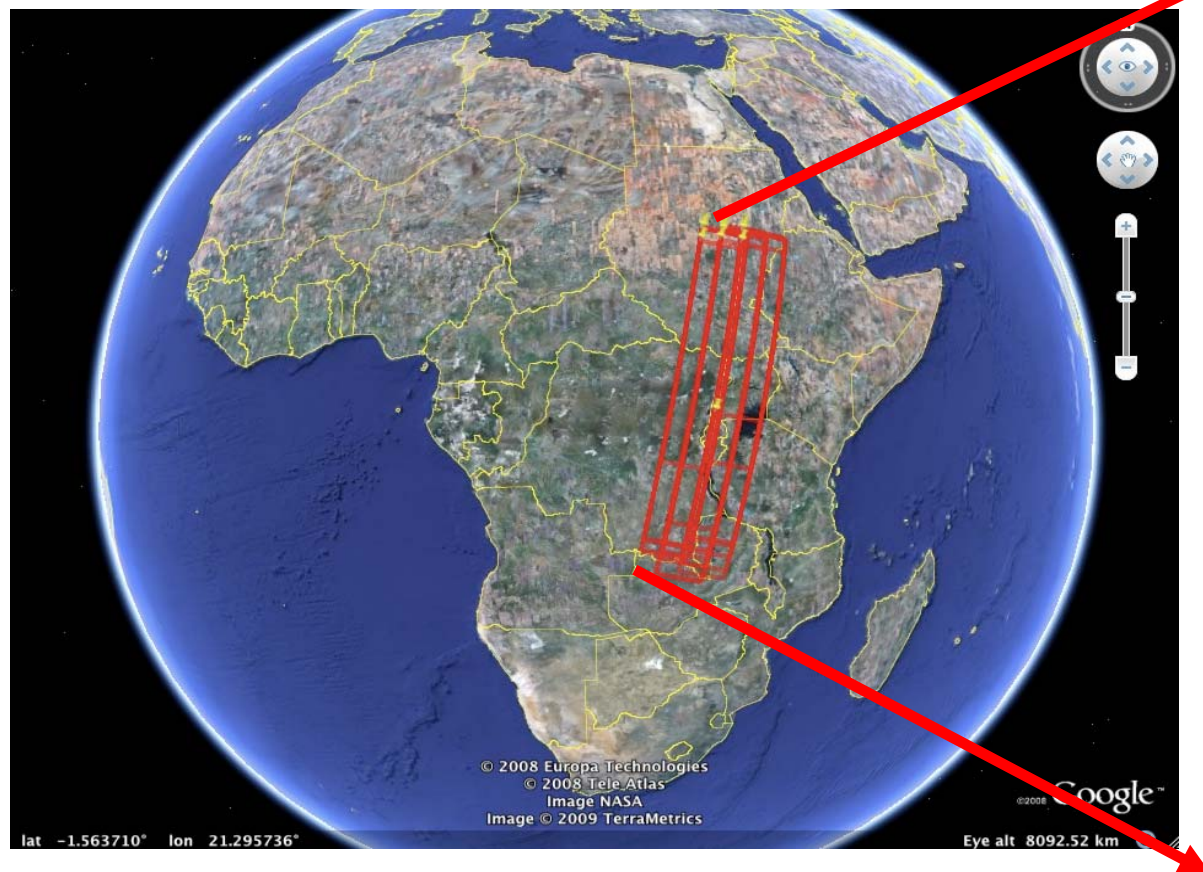 © 2008 Europa Technologies
© 2008 Tele Atlas
Image NASA
Image © 2009 TerraMetrics
©2008 Google™
lat -1.563710° lon 21.295736°
Eye alt 8092.52 km